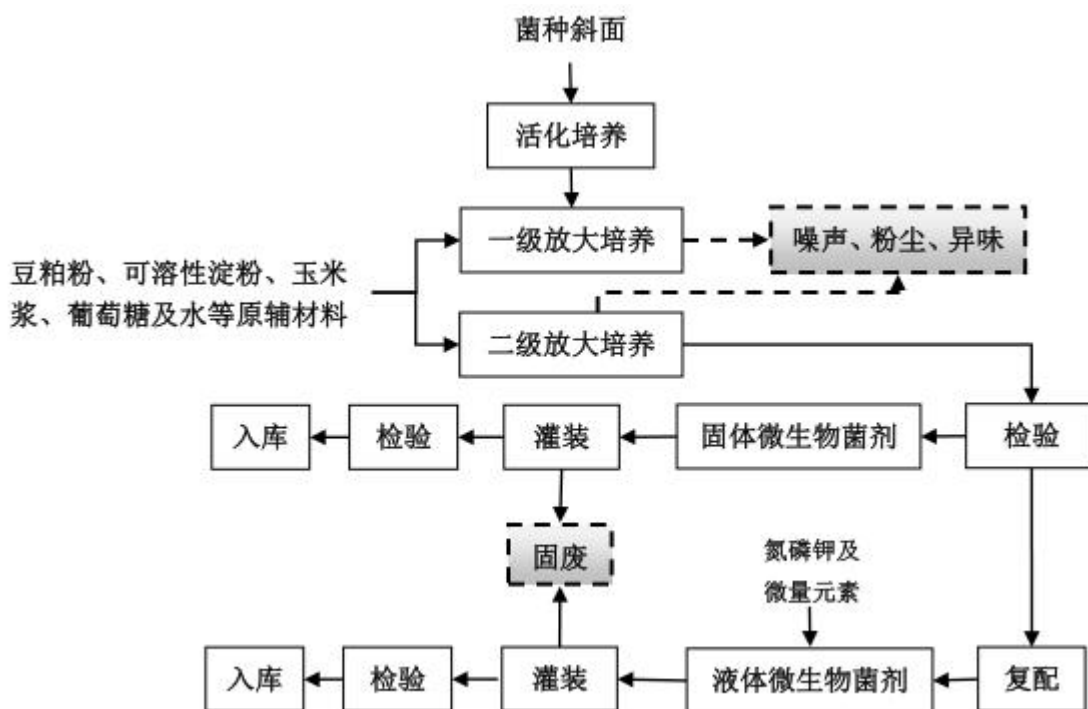 菌种斜面
活化培养
一级放大培养
噪声、粉尘、异味
豆粕粉、可溶性淀粉、玉米
浆、葡萄糖及水等原辅材料
二级放大培养
入库
检验
灌装
固体微生物菌剂
检验
固废
氮磷钾及
微量元素
入库
检验
灌装
液体微生物菌剂
复配